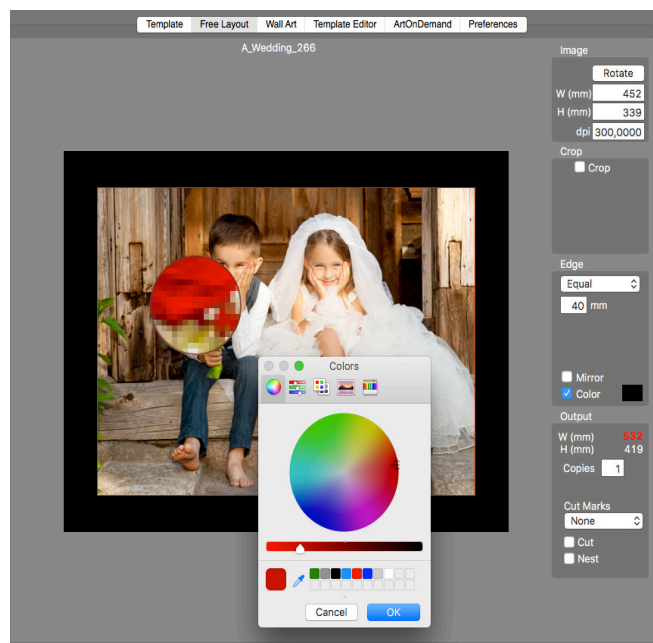 Template Free Layout Wall Art Template Editor ArtOnDemand Preferences
A_Wedding_266
Image
Rotate
W (mm) 452
H (mm) 339
dpi 300,0000
Crop
Crop
Edge
Equal
40 mm
Mirror
Color
Output
W (mm) 532
H (mm) 419
Copies 1
Cut Marks
None
Cut
Nest
Colors
Cancel OK